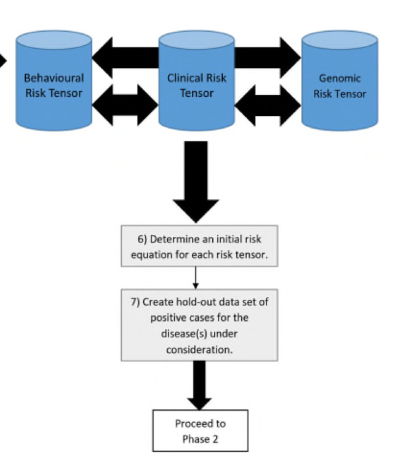 Behavioural
Risk Tensor
Clinical Risk
Tensor
Genomic
Risk Tensor
6) Determine an initial risk
equation for each risk tensor.
7) Create hold-out data set of
positive cases for the
disease(s) under
consideration.
Proceed to
Phase 2